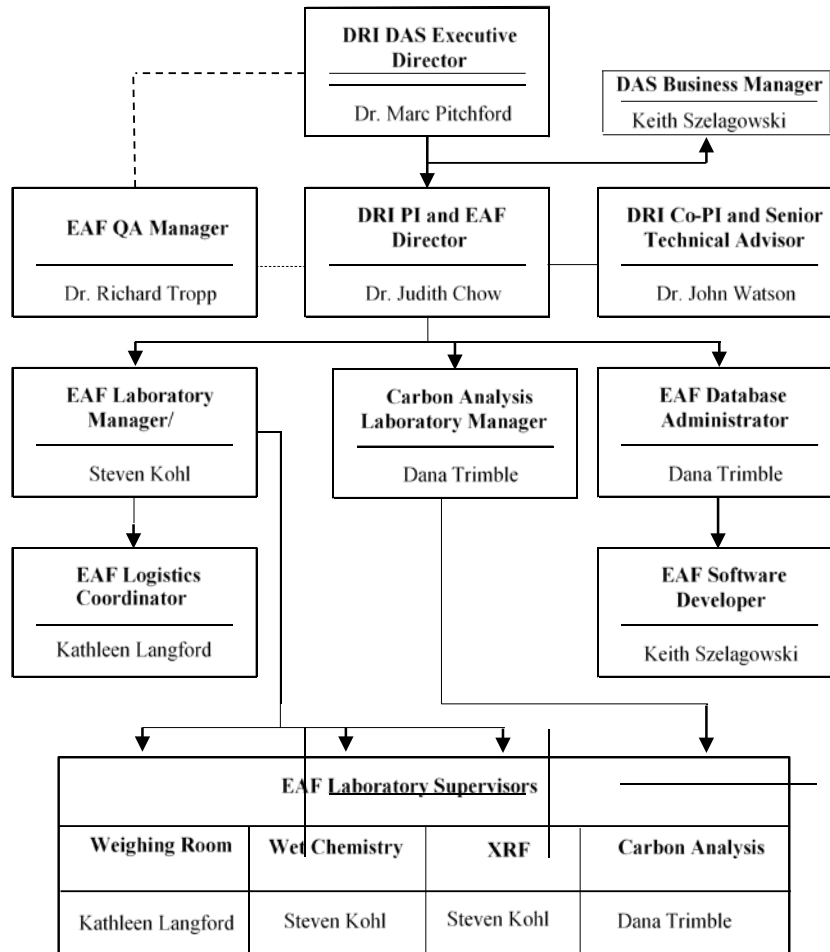 DRI DAS Executive
Director
Dr. Marc Pitchford
DAS Business Manager
Keith Szelagowski
EAF QA Manager
Dr. Richard Tropp
DRI PI and EAF
Director
Dr. Judith Chow
DRI Co-PI and Senior
Technical Advisor
Dr. John Watson
EAF Laboratory
Manager/
Steven Kohl
Carbon Analysis
Laboratory Manager
Dana Trimble
EAF Database
Administrator
Dana Trimble
EAF Logistics
Coordinator
Kathleen Langford
EAF Software
Developer
Keith Szelagowski
EAF Laboratory Supervisors
Weighing Room
Wet Chemistry
XRF
Carbon Analysis
Kathleen Langford
Steven Kohl
Steven Kohl
Dana Trimble